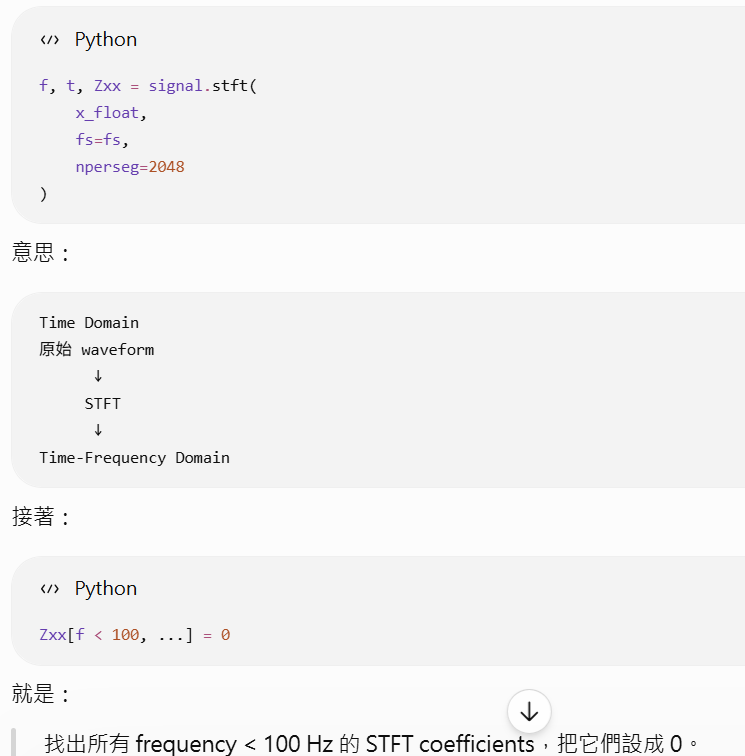 Python
f, t, Zxx = signal.stft(
x_float,
fs=fs,
nperseg=2048
)
意思：
Time Domain
原始 waveform
↓
STFT
↓
Time-Frequency Domain
接著：
Python
Zxx[f < 100, ...] = 0
就是：
找出所有 frequency < 100 Hz 的 STFT coefficients，把它們設成 0。